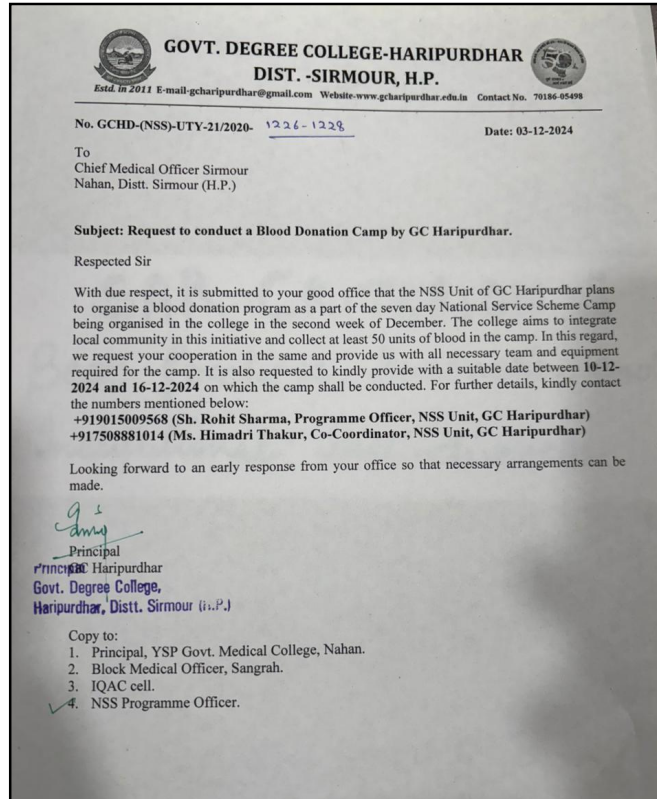 GOVT. DEGREE COLLEGE-HARIPURDHAR
DIST. -SIRMOUR, H.P.
Estd. in 2011 E-mail-gcharipurdhar@gmail.com Website-www.gcharipurdhar.edu.in Contact No. 70186-05498
No. GCHD-(NSS)-UTY-21/2020- 1226-1228
Date: 03-12-2024
To
Chief Medical Officer Sirmour
Nahan, Distt. Sirmour (H.P.)
Subject: Request to conduct a Blood Donation Camp by GC Haripurdhar.
Respected Sir
With due respect, it is submitted to your good office that the NSS Unit of GC Haripurdhar plans
to organise a blood donation program as a part of the seven day National Service Scheme Camp
being organised in the college in the second week of December. The college aims to integrate
local community in this initiative and collect at least 50 units of blood in the camp. In this regard,
we request your cooperation in the same and provide us with all necessary team and equipment
required for the camp. It is also requested to kindly provide with a suitable date between 10-12-
2024 and 16-12-2024 on which the camp shall be conducted. For further details, kindly contact
the numbers mentioned below:
+919015009568 (Sh. Rohit Sharma, Programme Officer, NSS Unit, GC Haripurdhar)
+917508881014 (Ms. Himadri Thakur, Co-Coordinator, NSS Unit, GC Haripurdhar)
Looking forward to an early response from your office so that necessary arrangements can be
made.
Principal
GC Haripurdhar
Principal
Govt. Degree College,
Haripurdhar, Distt. Sirmour (H.P.)
Copy to:
1. Principal, YSP Govt. Medical College, Nahan.
2. Block Medical Officer, Sangrah.
3. IQAC cell.
4. NSS Programme Officer.